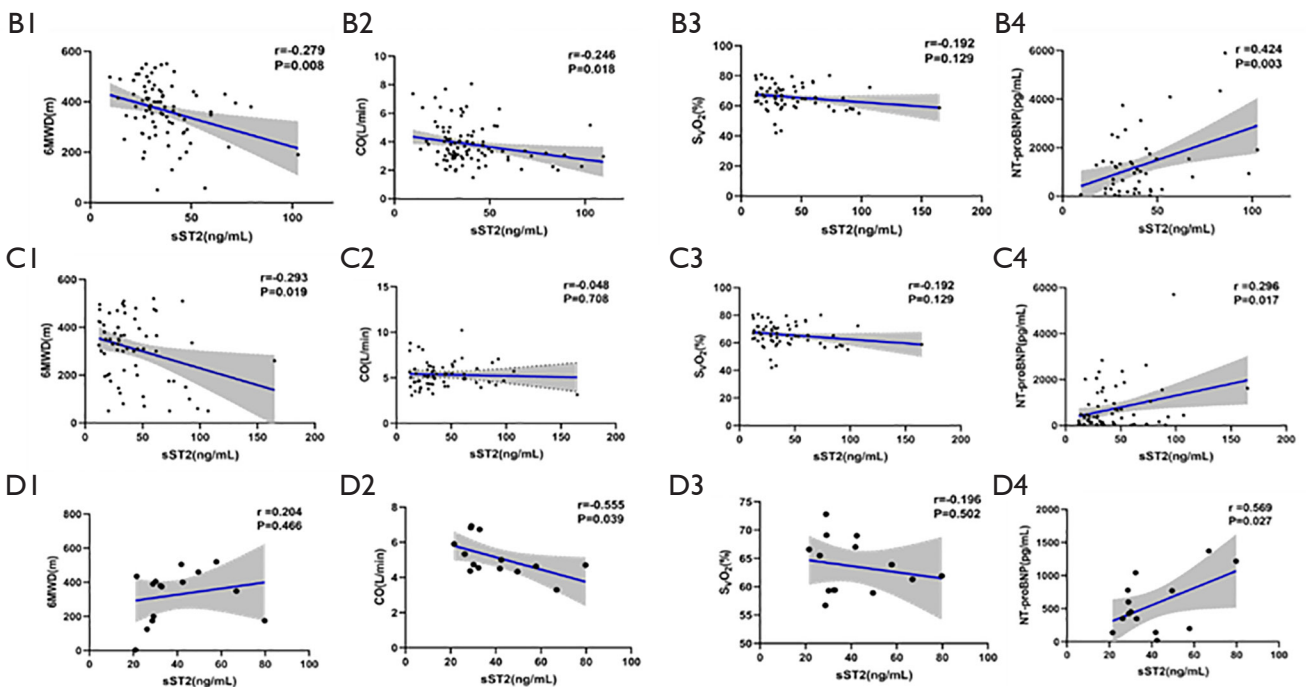 B1
B2
B3
B4
r=-0.279
P=0.008
r=-0.246
P=0.018
r=-0.192
P=0.129
r =0.424
P=0.003
6MWD(m)
600
400
200
0
0 50 100
sST2(ng/mL)
CO(L/min)
10
8
6
4
2
0
0 50 100
sST2(ng/mL)
SvO2(%)
100
80
60
40
20
0
0 50 100 150 200
sST2(ng/mL)
NT-proBNP(pg/mL)
6000
4000
2000
0
0 50 100
sST2(ng/mL)
C1
C2
C3
C4
r=-0.293
P=0.019
r=-0.048
P=0.708
r=-0.192
P=0.129
r =0.296
P=0.017
6MWD(m)
600
400
200
0
0 50 100 150 200
sST2(ng/mL)
CO(L/min)
15
10
5
0
0 50 100 150 200
sST2(ng/mL)
SvO2(%)
100
80
60
40
20
0
0 50 100 150 200
sST2(ng/mL)
NT-proBNP(pg/mL)
6000
4000
2000
0
0 50 100 150 200
sST2(ng/mL)
D1
D2
D3
D4
r =0.204
P=0.466
r=-0.555
P=0.039
r=-0.196
P=0.502
r =0.569
P=0.027
6MWD(m)
800
600
400
200
0
0 20 40 60 80 100
sST2(ng/mL)
CO(L/min)
8
6
4
2
0
0 20 40 60 80 100
sST2(ng/mL)
SvO2(%)
75
70
65
60
55
50
0 20 40 60 80 100
sST2(ng/mL)
NT-proBNP(pg/mL)
2000
1500
1000
500
0
0 20 40 60 80 100
sST2(ng/mL)